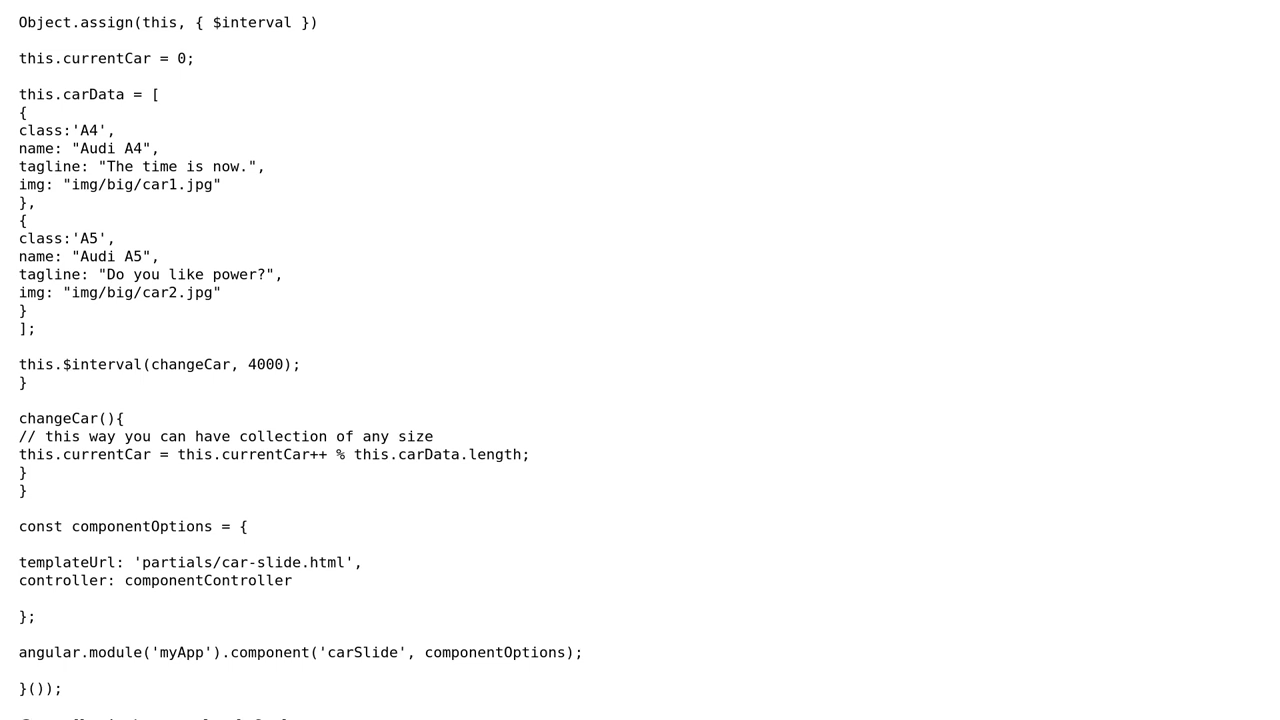 Object.assign(this, { $interval })
this.currentCar = 0;
this.carData = [
{
class:'A4',
name: "Audi A4",
tagline: "The time is now.",
img: "img/big/car1.jpg"
},
{
class:'A5',
name: "Audi A5",
tagline: "Do you like power?",
img: "img/big/car2.jpg"
}
];
this.$interval(changeCar, 4000);
}
changeCar(){
// this way you can have collection of any size
this.currentCar = this.currentCar++ % this.carData.length;
}
}
const componentOptions = {
templateUrl: 'partials/car-slide.html',
controller: componentController
};
angular.module('myApp').component('carSlide', componentOptions);
}());